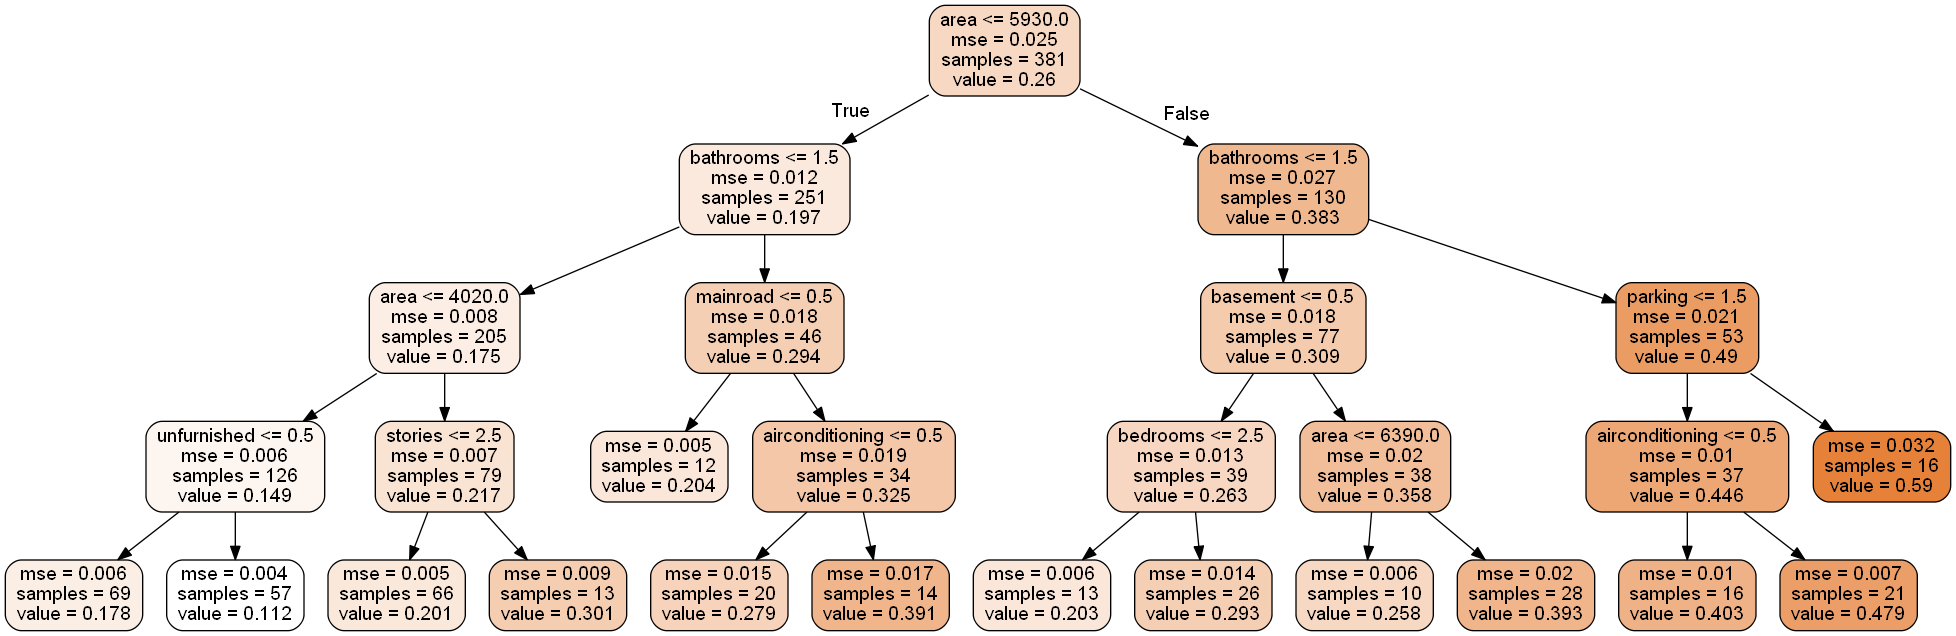 area <= 5930.0
mse = 0.025
samples = 381
value = 0.26
True
False
bathrooms <= 1.5
mse = 0.012
samples = 251
value = 0.197
bathrooms <= 1.5
mse = 0.027
samples = 130
value = 0.383
area <= 4020.0
mse = 0.008
samples = 205
value = 0.175
mainroad <= 0.5
mse = 0.018
samples = 46
value = 0.294
basement <= 0.5
mse = 0.018
samples = 77
value = 0.309
parking <= 1.5
mse = 0.021
samples = 53
value = 0.49
unfurnished <= 0.5
mse = 0.006
samples = 126
value = 0.149
stories <= 2.5
mse = 0.007
samples = 79
value = 0.217
mse = 0.005
samples = 12
value = 0.204
airconditioning <= 0.5
mse = 0.019
samples = 34
value = 0.325
bedrooms <= 2.5
mse = 0.013
samples = 39
value = 0.263
area <= 6390.0
mse = 0.02
samples = 38
value = 0.358
airconditioning <= 0.5
mse = 0.01
samples = 37
value = 0.446
mse = 0.032
samples = 16
value = 0.59
mse = 0.006
samples = 69
value = 0.178
mse = 0.004
samples = 57
value = 0.112
mse = 0.005
samples = 66
value = 0.201
mse = 0.009
samples = 13
value = 0.301
mse = 0.015
samples = 20
value = 0.279
mse = 0.017
samples = 14
value = 0.391
mse = 0.006
samples = 13
value = 0.203
mse = 0.014
samples = 26
value = 0.293
mse = 0.006
samples = 10
value = 0.258
mse = 0.02
samples = 28
value = 0.393
mse = 0.01
samples = 16
value = 0.403
mse = 0.007
samples = 21
value = 0.479